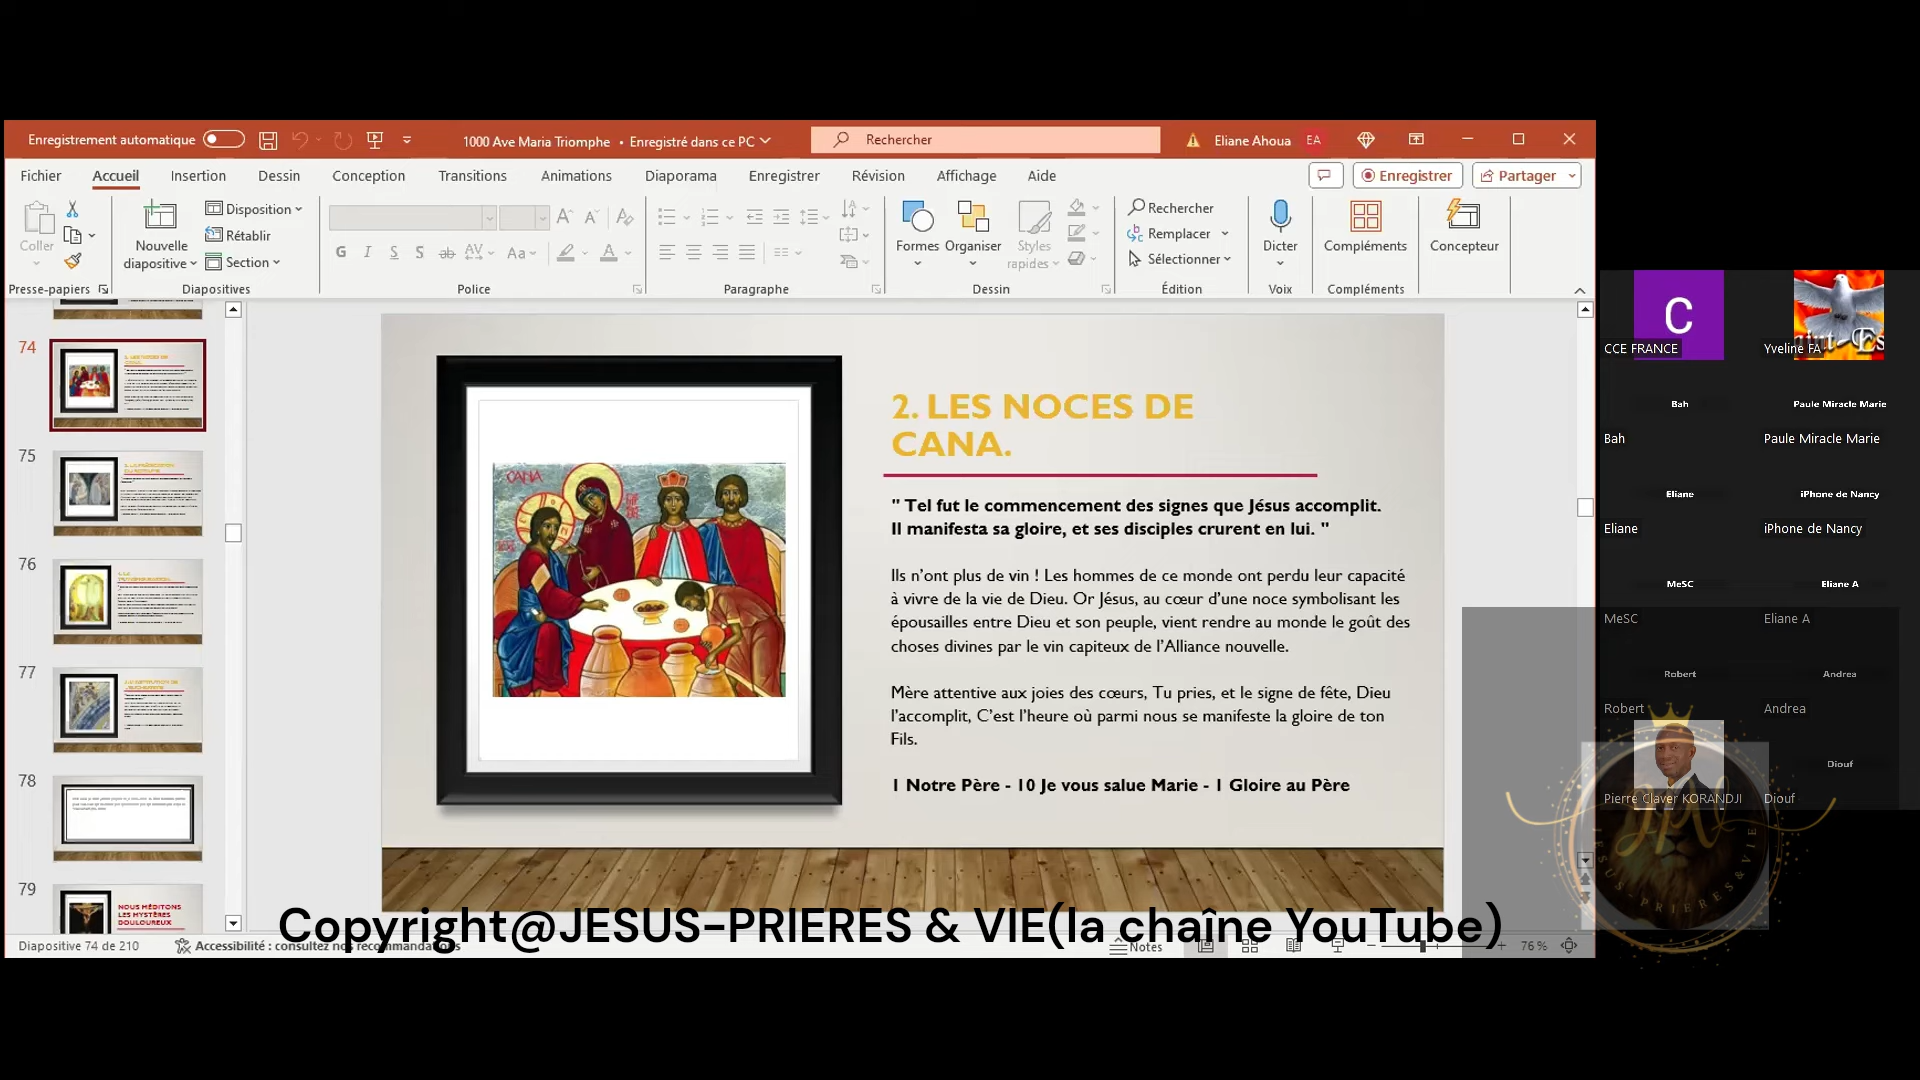 Enregistrement automatique
1000 Ave Maria Triomphe • Enregistré dans ce PC
Rechercher
Eliane Ahoua EA
Fichier Accueil Insertion Dessin Conception Transitions Animations Diaporama Enregistrer Révision Affichage Aide
Enregistrer Partager
Coller
Nouvelle diapositive
Disposition
Rétablir
Section
G I S S ab AV Aa A
Formes Organiser Styles rapides
Rechercher
Remplacer
Sélectionner
Dicter
Compléments
Concepteur
Presse-papiers Diapositives Police Paragraphe Dessin Édition Voix Compléments
74
75
76
77
78
79
NOUS MÉDITONS
LES MYSTÈRES
DOULOUREUX
CANA
2. LES NOCES DE
CANA.
" Tel fut le commencement des signes que Jésus accomplit.
Il manifesta sa gloire, et ses disciples crurent en lui. "
Ils n’ont plus de vin ! Les hommes de ce monde ont perdu leur capacité
à vivre de la vie de Dieu. Or Jésus, au cœur d’une noce symbolisant les
épousailles entre Dieu et son peuple, vient rendre au monde le goût des
choses divines par le vin capiteux de l’Alliance nouvelle.
Mère attentive aux joies des cœurs, Tu pries, et le signe de fête, Dieu
l’accomplit, C’est l’heure où parmi nous se manifeste la gloire de ton
Fils.
1 Notre Père - 10 Je vous salue Marie - 1 Gloire au Père
C
CCE FRANCE
Yveline FA
Bah
Paule Miracle Marie
Bah
Paule Miracle Marie
Eliane
iPhone de Nancy
Eliane
iPhone de Nancy
MeSC
Eliane A
MeSC
Eliane A
Robert
Andrea
Robert
Andrea
Diouf
Pierre Claver KORANDJI
Diouf
JPV
JESUS-PRIERES & VIE
Copyright@JESUS-PRIERES & VIE(la chaîne YouTube)
Diapositive 74 de 210
Accessibilité : consultez nos recommandations
Notes
76 %